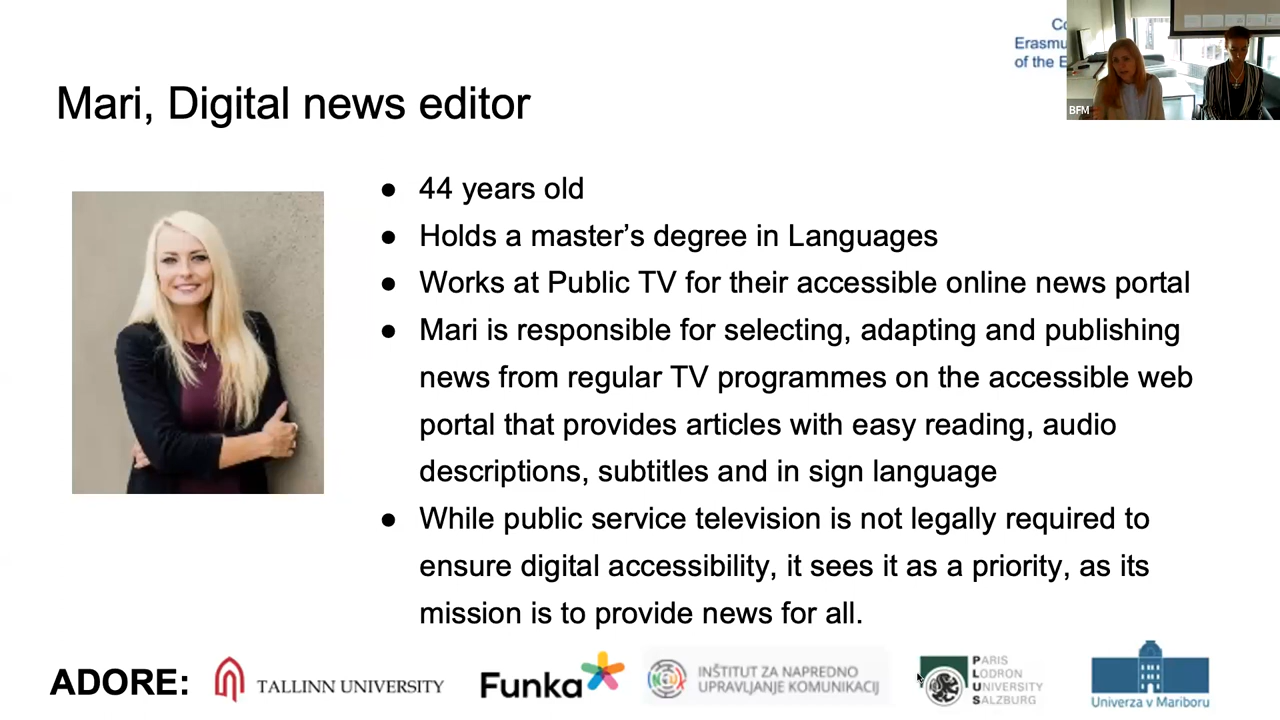 Co
Erasmu
of the E
BFM
Mari, Digital news editor
● 44 years old
● Holds a master’s degree in Languages
● Works at Public TV for their accessible online news portal
● Mari is responsible for selecting, adapting and publishing
news from regular TV programmes on the accessible web
portal that provides articles with easy reading, audio
descriptions, subtitles and in sign language
● While public service television is not legally required to
ensure digital accessibility, it sees it as a priority, as its
mission is to provide news for all.
ADORE:
TALLINN UNIVERSITY
Funka
INŠTITUT ZA NAPREDNO
UPRAVLJANJE KOMUNIKACIJ
PARIS
LODRON
UNIVERSITY
SALZBURG
Univerza v Mariboru